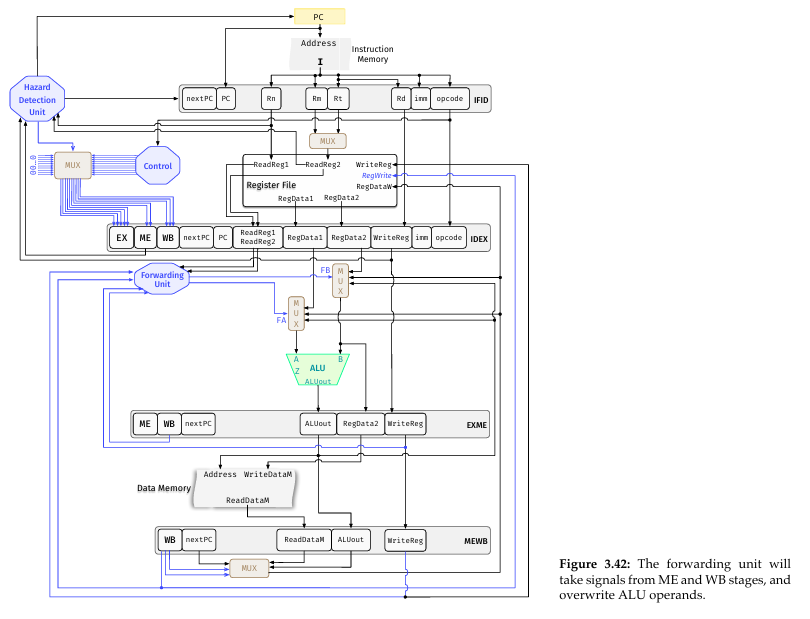 PC
Address
I
Instruction
Memory
Hazard
Detection
Unit
nextPC PC Rn Rm Rt Rd imm opcode IFID
MUX
00..0
MUX
Control
ReadReg1 ReadReg2 WriteReg
RegWrite
Register File RegDataW
RegData1 RegData2
EX ME WB nextPC PC ReadReg1 ReadReg2 RegData1 RegData2 WriteReg imm opcode IDEX
Forwarding
Unit
FB
MUX
FA
MUX
A B
Z ALU
ALUout
ME WB nextPC ALUout RegData2 WriteReg EXME
Address WriteDataM
Data Memory
ReadDataM
WB nextPC ReadDataM ALUout WriteReg MEWB
MUX
Figure 3.42: The forwarding unit will
take signals from ME and WB stages, and
overwrite ALU operands.